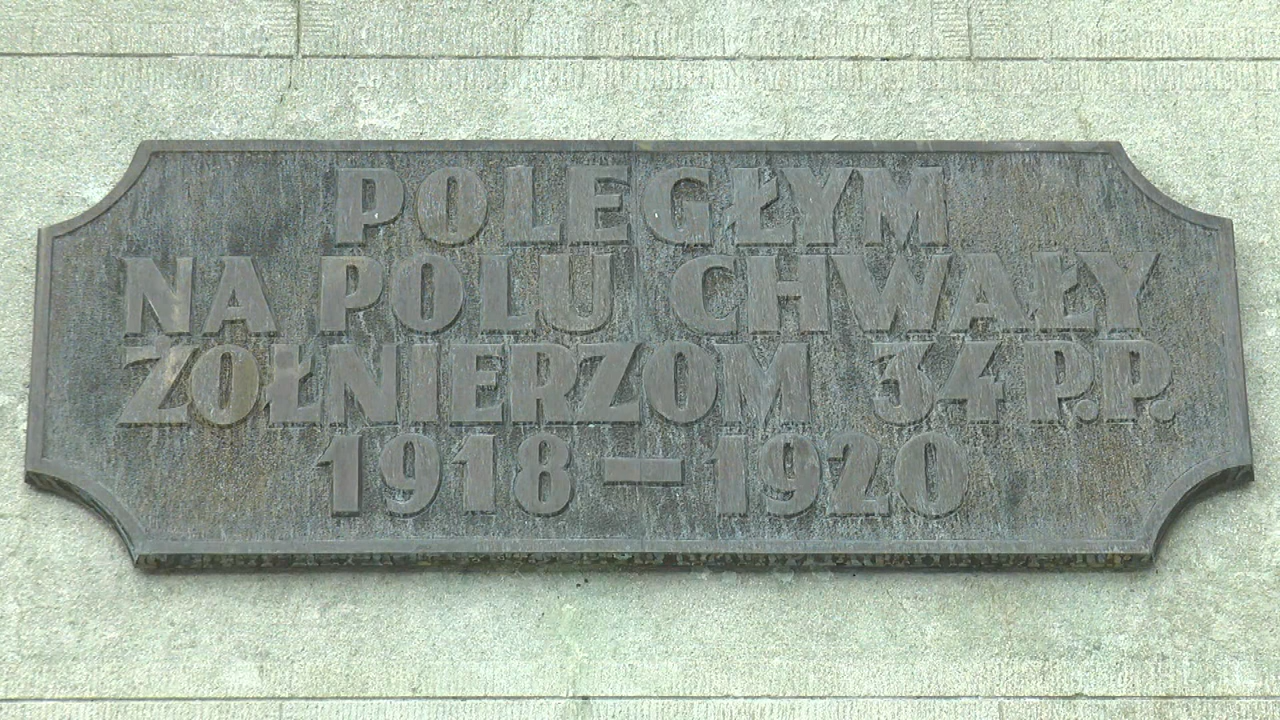 POLEGŁYM
NA POLU CHWAŁY
ŻOŁNIERZOM 34 P.P.
1918 – 1920